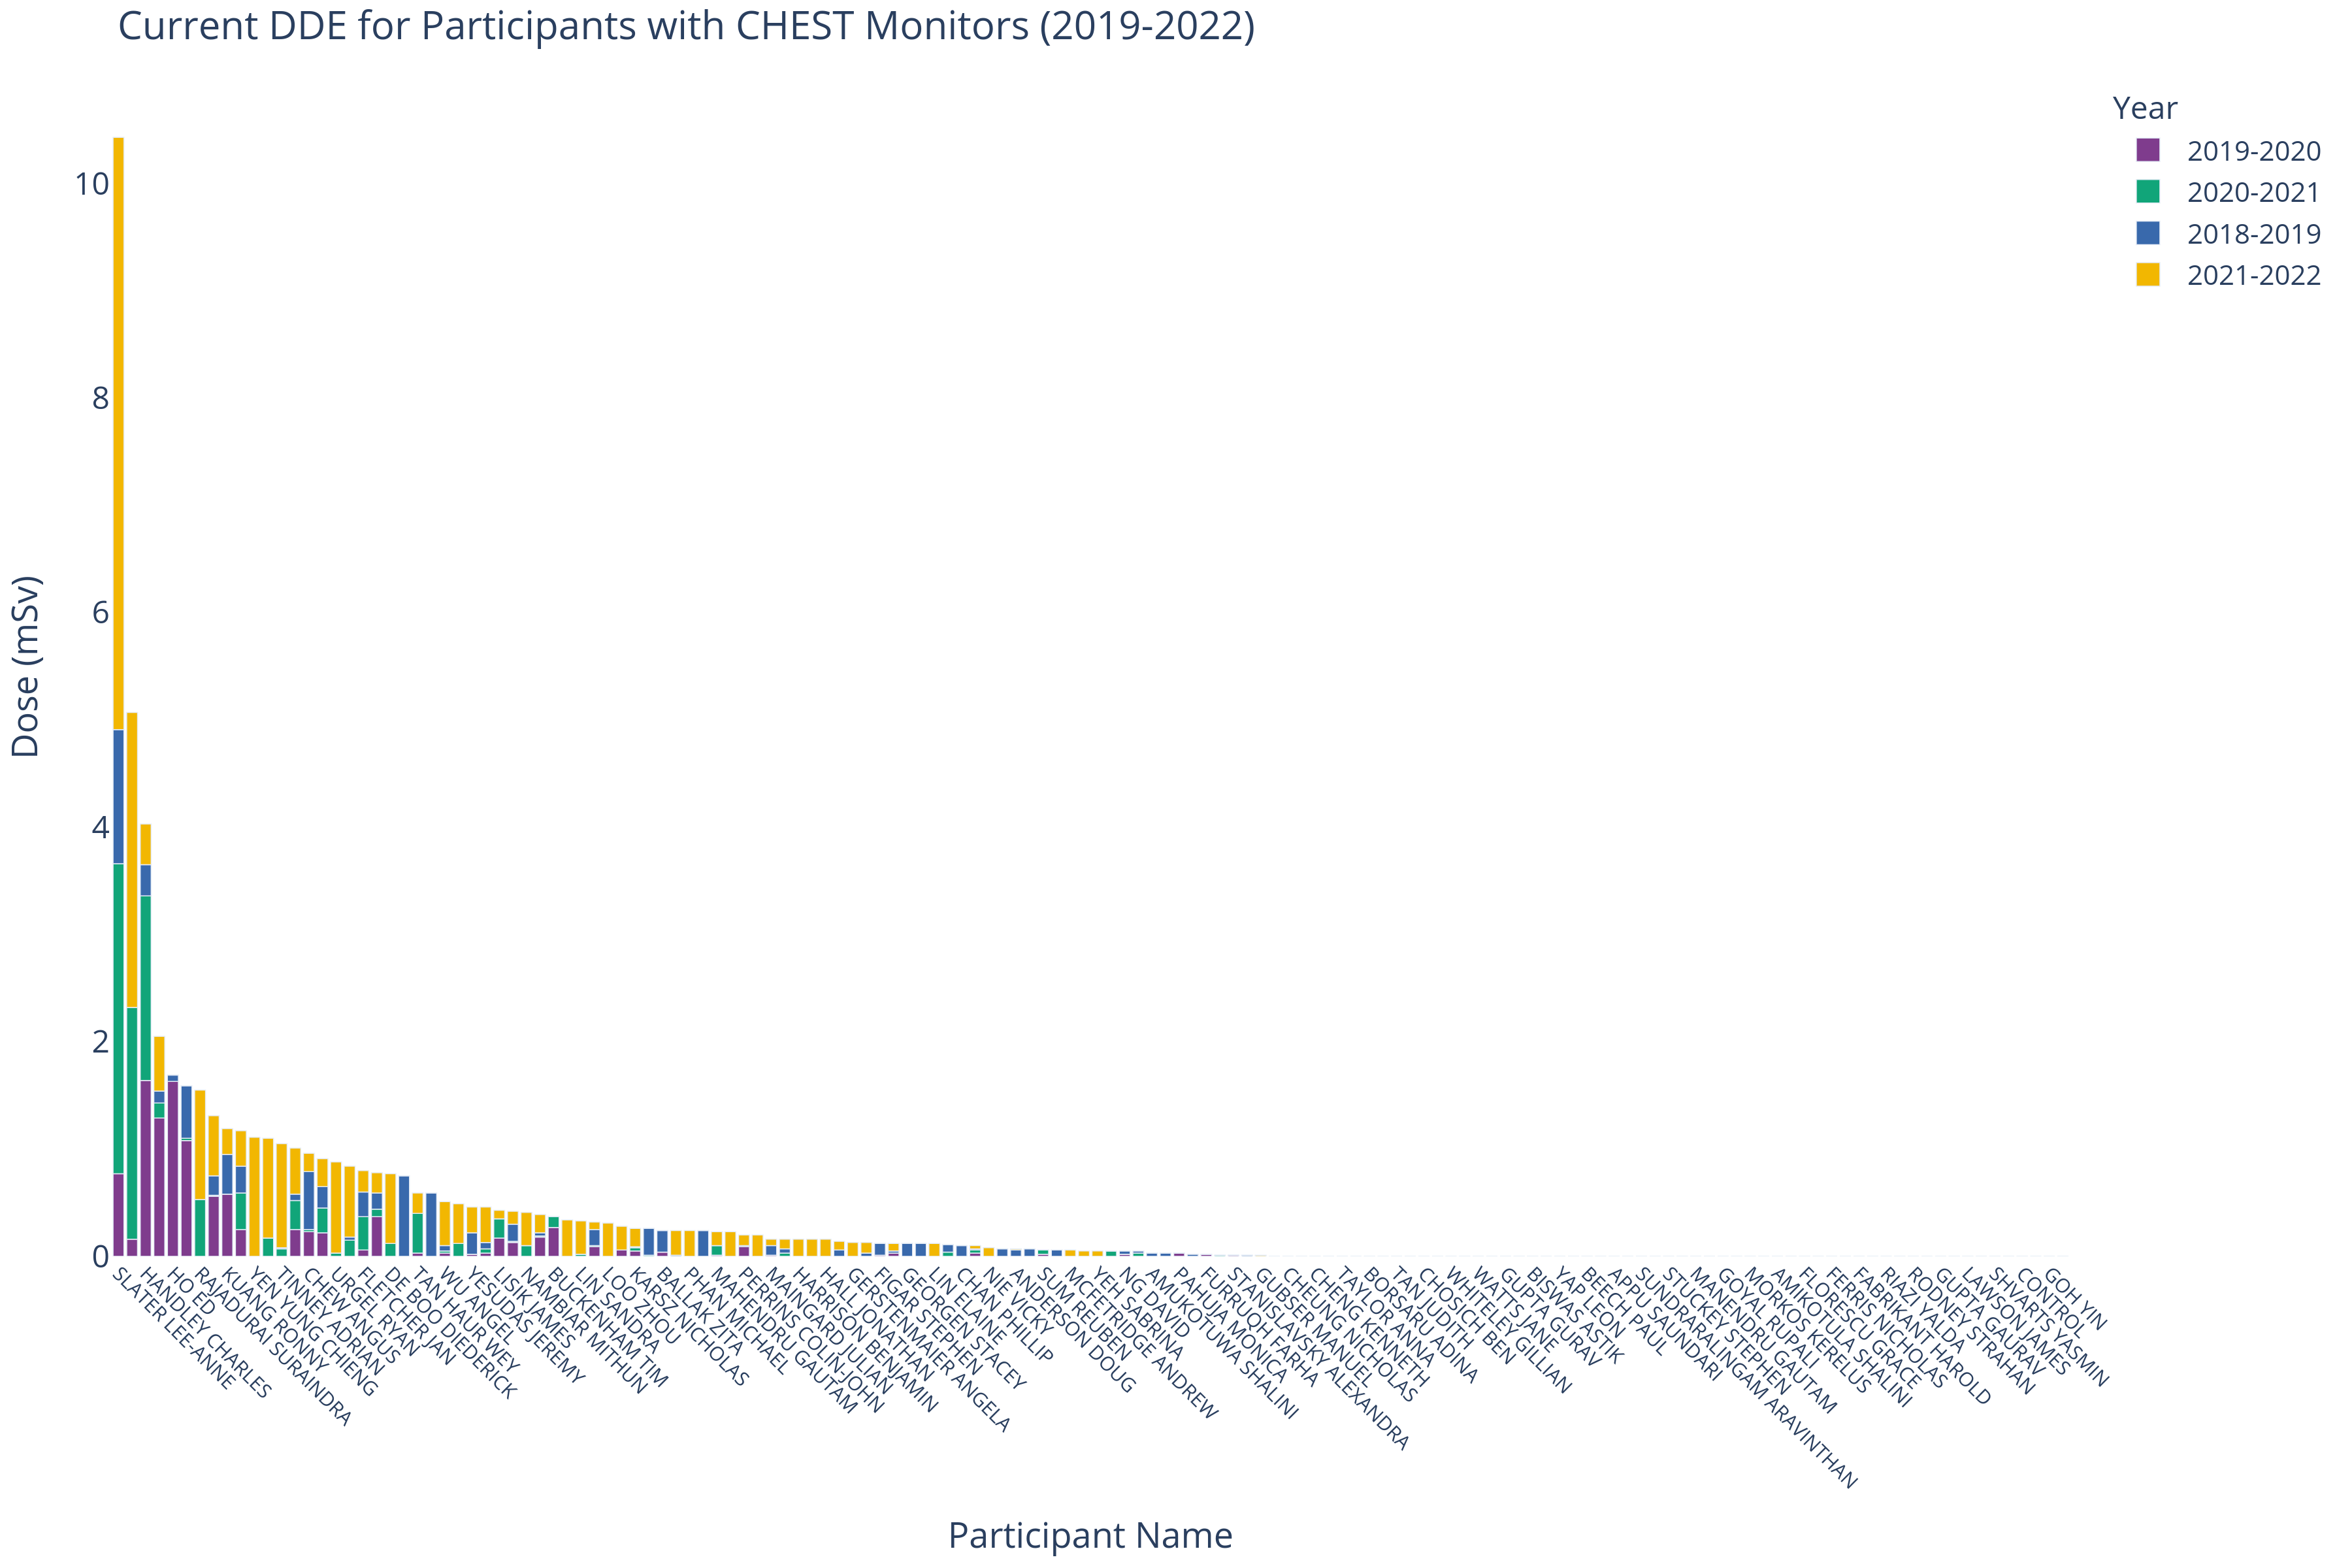 Current DDE for Participants with CHEST Monitors (2019-2022)
Year
2019-2020
2020-2021
2018-2019
2021-2022
Dose (mSv)
10
8
6
4
2
0
SLATER LEE-ANNE
HANDLEY CHARLES
HO ED
RAJADURAI SURAINDRA
KUANG RONNY
YEN YUNG CHIENG
TINNEY ADRIAN
CHEW ANGUS
URGEL RYAN
FLETCHER JAN
DE BOO DIEDERICK
TAN HAUR WEY
WU ANGEL
YESUDAS JEREMY
LISIK JAMES
NAMBIAR MITHUN
BUCKENHAM TIM
LIN SANDRA
LOO ZHOU
KARSZ NICHOLAS
BALLAK ZITA
PHAN MICHAEL
MAHENDRU GAUTAM
PERRINS COLIN-JOHN
MAINGARD JULIAN
HARRISON BENJAMIN
HALL JONATHAN
GERSTENMAIER ANGELA
FIGAR STEPHEN
GEORGEN STACEY
LIN ELAINE
CHAN PHILLIP
NIE VICKY
ANDERSON DOUG
SUM REUBEN
MCFETRIDGE ANDREW
YEH SABRINA
NG DAVID
AMUKOTUWA SHALINI
PAHUJA MONICA
FURRUQH FARHA
STANISLAVSKY ALEXANDRA
GUBSER MANUEL
CHEUNG NICHOLAS
CHENG KENNETH
TAYLOR ANNA
BORSARU ADINA
TAN JUDITH
CHOSICH BEN
WHITELEY GILLIAN
WATTS JANE
GUPTA GURAV
BISWAS ASTIK
YAP LEON
BEECH PAUL
APPU SAUNDARI
SUNDRARALINGAM ARAVINTHAN
STUCKEY STEPHEN
MANENDRU GAUTAM
GOYAL RUPALI
MORKOS KERELUS
AMIKOTULA SHALINI
FLORESCU GRACE
FERRIS NICHOLAS
FABRIKANT HAROLD
RIAZI YALDA
RODNEY STRAHAN
GUPTA GAURAV
LAWSON JAMES
SHVARTS YASMIN
CONTROL
GOH YIN
Participant Name